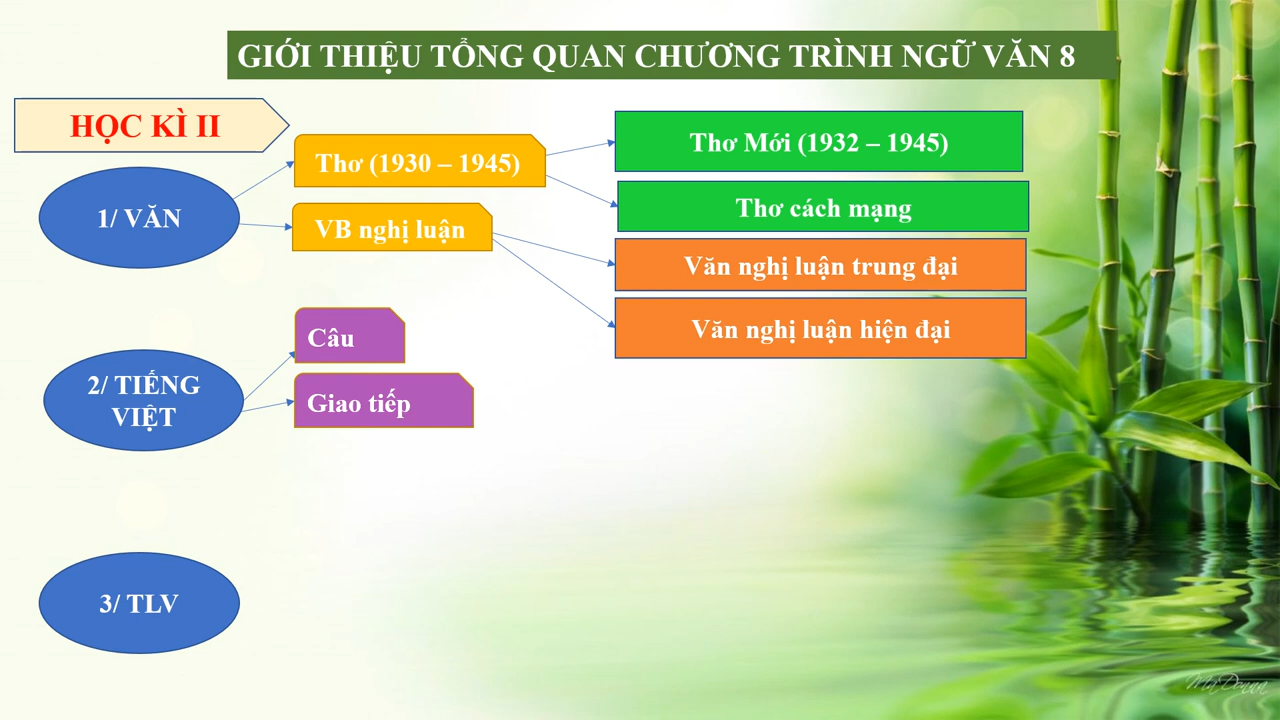 GIỚI THIỆU TỔNG QUAN CHƯƠNG TRÌNH NGỮ VĂN 8
HỌC KÌ II
1/ VĂN
Thơ (1930 – 1945)
VB nghị luận
Thơ Mới (1932 – 1945)
Thơ cách mạng
Văn nghị luận trung đại
Văn nghị luận hiện đại
2/ TIẾNG
VIỆT
Câu
Giao tiếp
3/ TLV